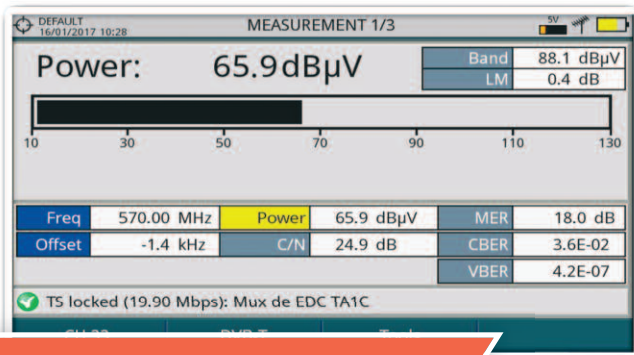 DEFAULT
16/01/2017 10:28
MEASUREMENT 1/3
5V
Power: 65.9dBµV
Band 88.1 dBµV
LM 0.4 dB
10 30 50 70 90 110 130
Freq 570.00 MHz Power 65.9 dBµV MER 18.0 dB
Offset -1.4 kHz C/N 24.9 dB CBER 3.6E-02
VBER 4.2E-07
TS locked (19.90 Mbps): Mux de EDC TA1C